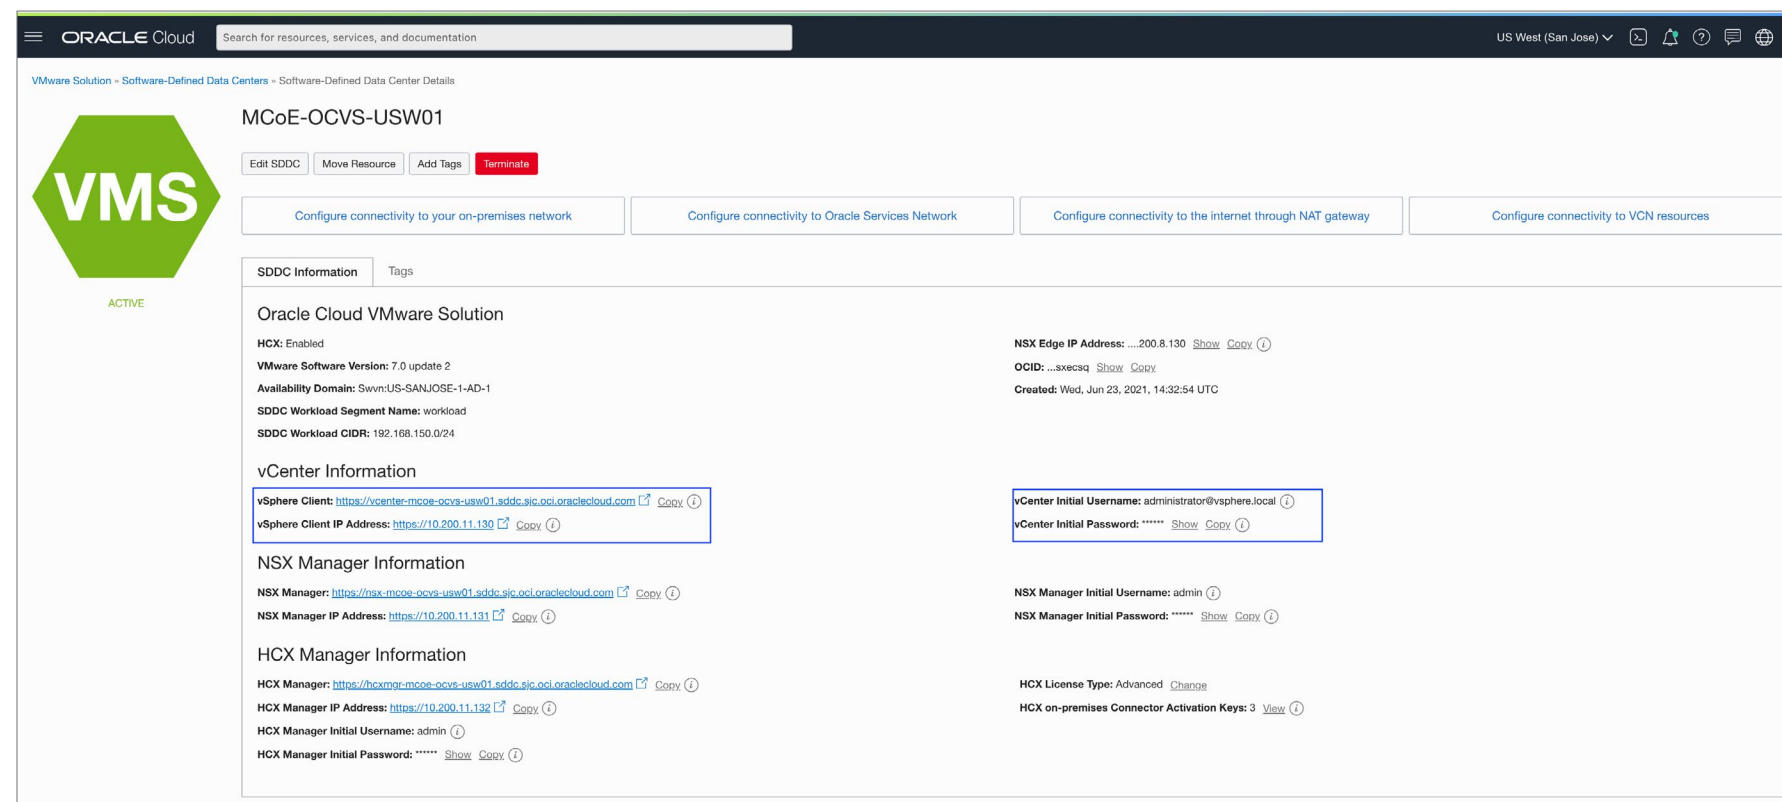 ORACLE Cloud
Search for resources, services, and documentation
US West (San Jose)
VMware Solution » Software-Defined Data Centers » Software-Defined Data Center Details
VMS
ACTIVE
MCoE-OCVS-USW01
Edit SDDC Move Resource Add Tags Terminate
Configure connectivity to your on-premises network Configure connectivity to Oracle Services Network Configure connectivity to the internet through NAT gateway Configure connectivity to VCN resources
SDDC Information Tags
Oracle Cloud VMware Solution
HCX: Enabled
VMware Software Version: 7.0 update 2
Availability Domain: Swvn:US-SANJOSE-1-AD-1
SDDC Workload Segment Name: workload
SDDC Workload CIDR: 192.168.150.0/24
NSX Edge IP Address: ....200.8.130 Show Copy
OCID: ...sxecsq Show Copy
Created: Wed, Jun 23, 2021, 14:32:54 UTC
vCenter Information
vSphere Client: https://vcenter-mcoe-ocvs-usw01.sddc.sjc.oci.oraclecloud.com Copy
vSphere Client IP Address: https://10.200.11.130 Copy
vCenter Initial Username: administrator@vsphere.local
vCenter Initial Password: ****** Show Copy
NSX Manager Information
NSX Manager: https://nsx-mcoe-ocvs-usw01.sddc.sjc.oci.oraclecloud.com Copy
NSX Manager IP Address: https://10.200.11.131 Copy
NSX Manager Initial Username: admin
NSX Manager Initial Password: ****** Show Copy
HCX Manager Information
HCX Manager: https://hcxmgr-mcoe-ocvs-usw01.sddc.sjc.oci.oraclecloud.com Copy
HCX Manager IP Address: https://10.200.11.132 Copy
HCX Manager Initial Username: admin
HCX Manager Initial Password: ****** Show Copy
HCX License Type: Advanced Change
HCX on-premises Connector Activation Keys: 3 View